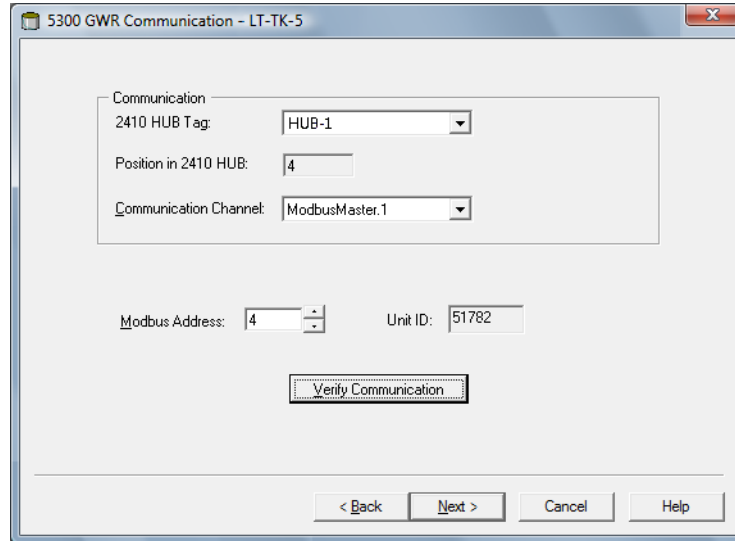 5300 GWR Communication - LT-TK-5
Communication
2410 HUB Tag: HUB-1
Position in 2410 HUB: 4
Communication Channel: ModbusMaster.1
Modbus Address: 4 Unit ID: 51782
Verify Communication
< Back Next > Cancel Help